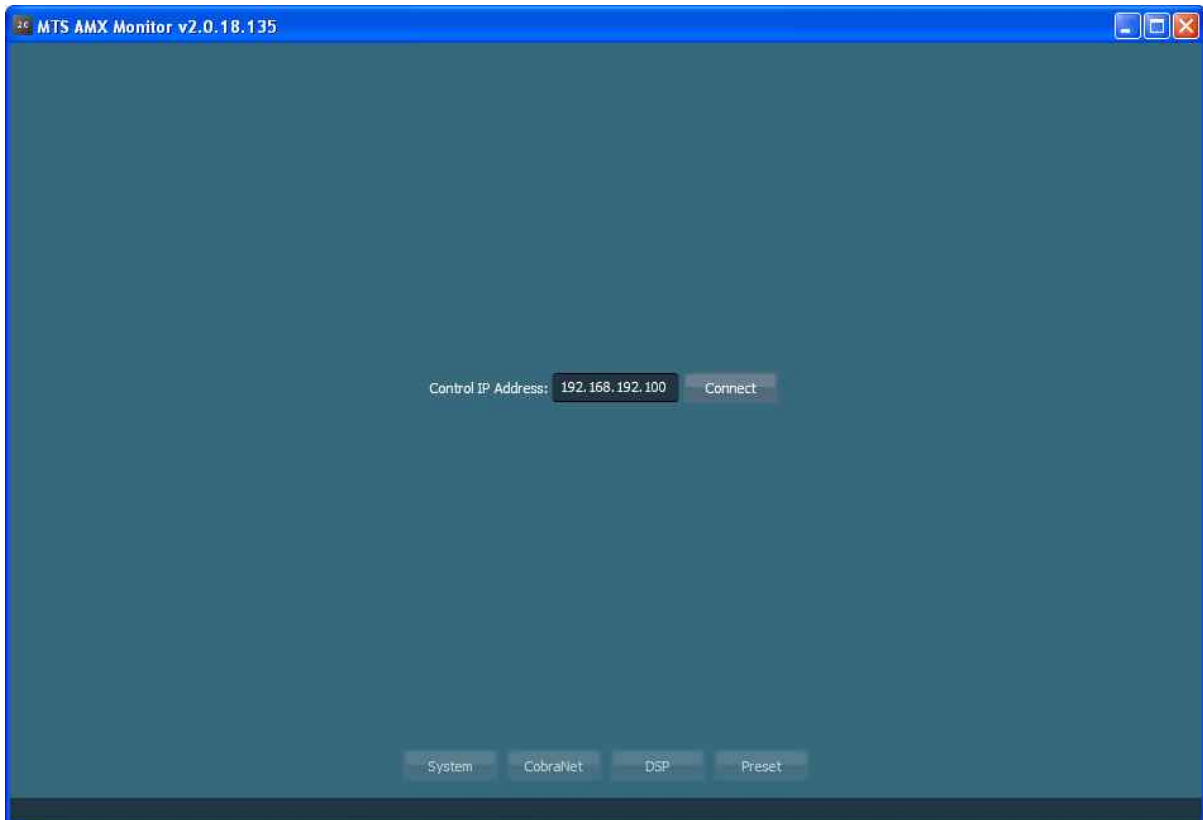 MTS AMX Monitor v2.0.18.135
Control IP Address: 192.168.192.100 Connect
System CobraNet DSP Preset